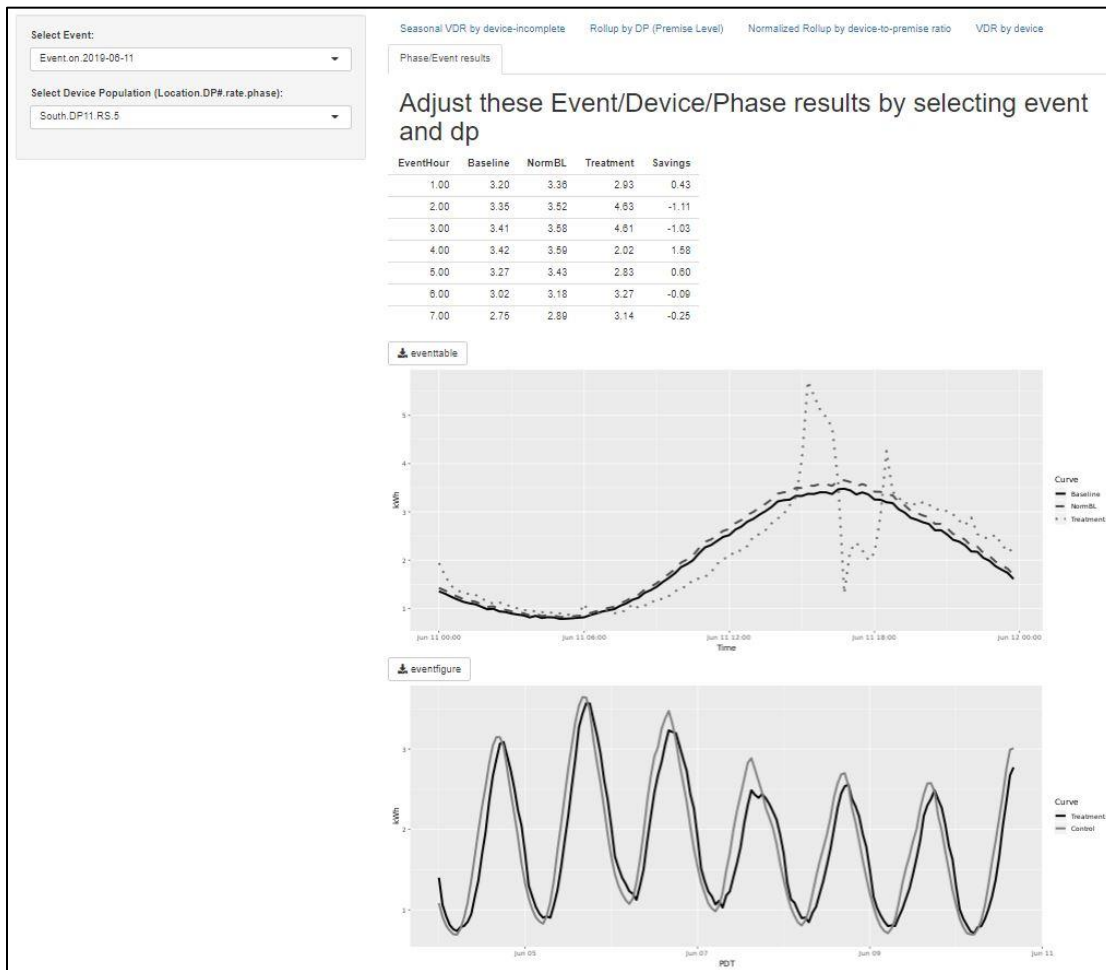 Select Event:
Event.on.2019-06-11
Select Device Population (Location.DP#.rate.phase):
South.DP11.RS.5
Seasonal VDR by device-incomplete Rollup by DP (Premise Level) Normalized Rollup by device-to-premise ratio VDR by device
Phase/Event results
Adjust these Event/Device/Phase results by selecting event
and dp
EventHour Baseline NormBL Treatment Savings
1.00 3.20 3.36 2.93 0.43
2.00 3.35 3.52 4.63 -1.11
3.00 3.41 3.58 4.61 -1.03
4.00 3.42 3.59 2.02 1.58
5.00 3.27 3.43 2.83 0.60
6.00 3.02 3.18 3.27 -0.09
7.00 2.75 2.89 3.14 -0.25
eventtable
5
4
3
2
1
kWh
Jun 11 00:00 Jun 11 06:00 Jun 11 12:00 Jun 11 18:00 Jun 12 00:00
Time
Curve
Baseline
NormBL
Treatment
eventfigure
3
2
1
kWh
Jun 05 Jun 07 Jun 09 Jun 11
PDT
Curve
Treatment
Control